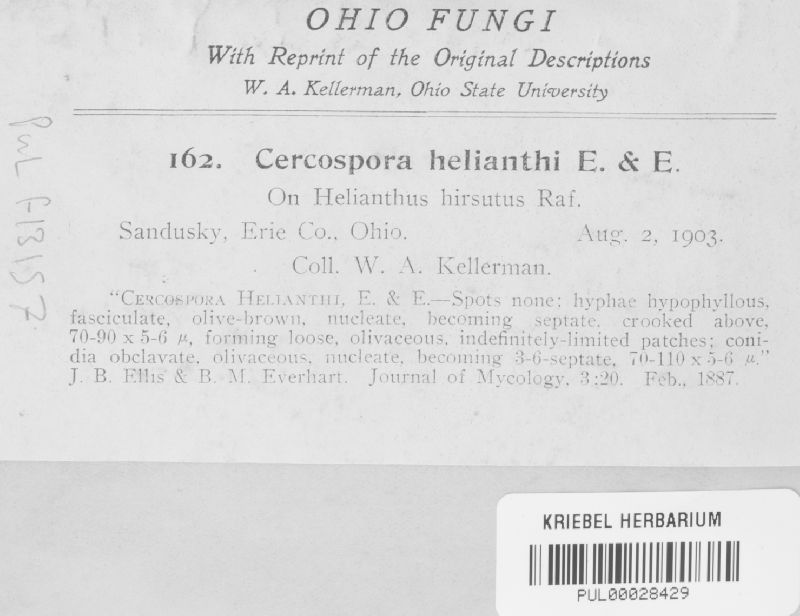 OHIO FUNGI
With Reprint of the Original Descriptions
W. A. Kellerman, Ohio State University
162. Cercospora helianthi E. & E.
On Helianthus hirsutus Raf.
Sandusky, Erie Co., Ohio. Aug. 2, 1903.
Coll. W. A. Kellerman.
"CERCOSPORA HELIANTHI, E. & E.—Spots none; hyphae hypophyllous,
fasciculate, olive-brown, nucleate, becoming septate, crooked above,
70-90 x 5-6 μ, forming loose, olivaceous, indefinitely-limited patches; coni-
dia obclavate, olivaceous, nucleate, becoming 3-6-septate, 70-110 x 5-6 μ."
J. B. Ellis & B. M. Everhart. Journal of Mycology, 3:20. Feb., 1887.
PUL F13157
KRIEBEL HERBARIUM
PUL00028429